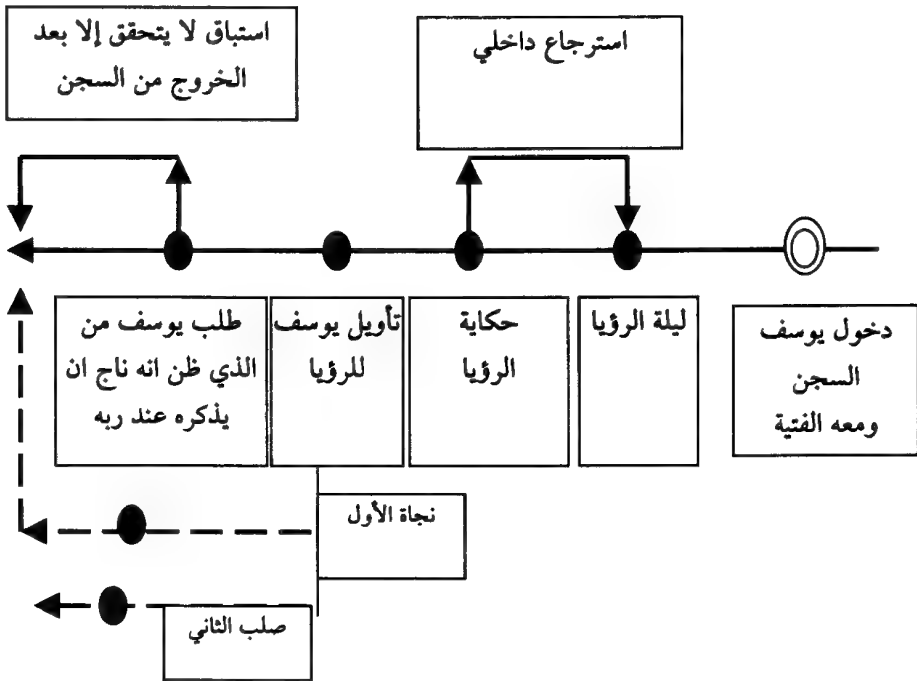 استرجاع داخلي
استباق لا يتحقق إلا بعد
الخروج من السجن
دخول يوسف
السجن
ومعه الفتية
ليلة الرؤيا
حكاية
الرؤيا
تأويل يوسف
للرؤيا
طلب يوسف من
الذي ظن انه ناج ان
يذكره عند ربه
نجاة الأول
صلب الثاني